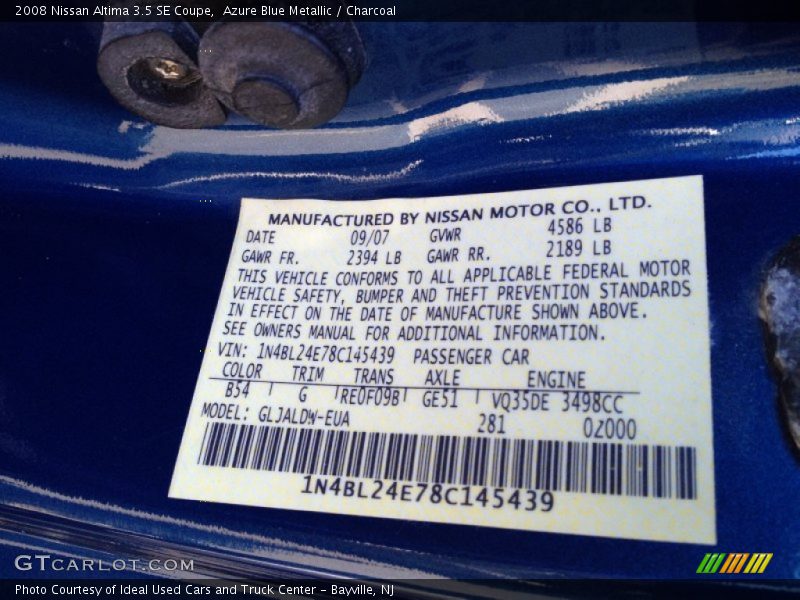 2008 Nissan Altima 3.5 SE Coupe,  Azure Blue Metallic / Charcoal
MANUFACTURED BY NISSAN MOTOR CO., LTD.
DATE 09/07 GVWR 4586 LB
GAWR FR. 2394 LB GAWR RR. 2189 LB
THIS VEHICLE CONFORMS TO ALL APPLICABLE FEDERAL MOTOR
VEHICLE SAFETY, BUMPER AND THEFT PREVENTION STANDARDS
IN EFFECT ON THE DATE OF MANUFACTURE SHOWN ABOVE.
SEE OWNERS MANUAL FOR ADDITIONAL INFORMATION.
VIN: 1N4BL24E78C145439 PASSENGER CAR
COLOR TRIM TRANS AXLE ENGINE
B54 G RE0F09B GE51 VQ35DE 3498CC
MODEL: GLJALDW-EUA 281 0Z000
1N4BL24E78C145439
GTCARLOT.COM
Photo Courtesy of Ideal Used Cars and Truck Center – Bayville, NJ